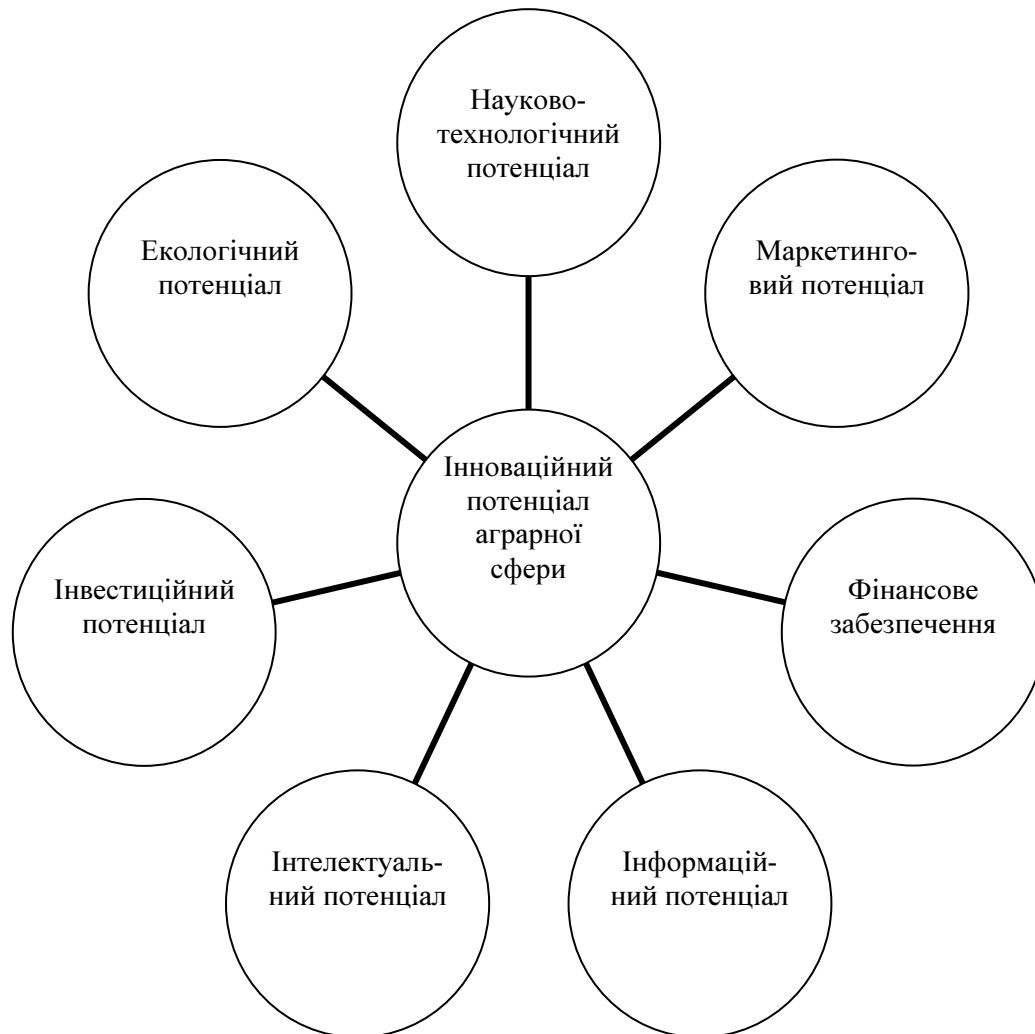 Науково-
технологічний
потенціал
Екологічний
потенціал
Маркетинго-
вий потенціал
Інноваційний
потенціал
аграрної
сфери
Інвестиційний
потенціал
Фінансове
забезпечення
Інтелектуаль-
ний потенціал
Інформацій-
ний потенціал